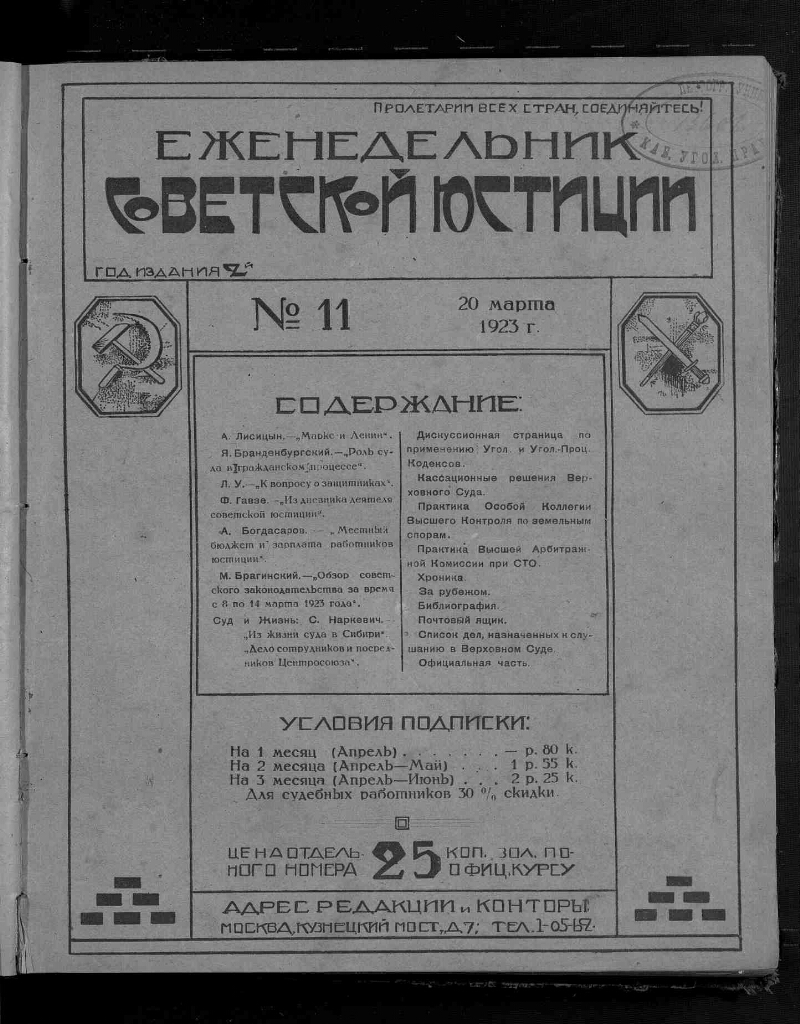 ПРОЛЕТАРИИ ВСЕХ СТРАН, СОЕДИНЯЙТЕСЬ!
ЕЖЕНЕДЕЛЬНИК
СОВЕТСКОЙ ЮСТИЦИИ
ГОД ИЗДАНИЯ 2й
№ 11
20 марта
1923 г.
СОДЕРЖАНИЕ:
А. Лисицын.—„Маркс и Ленин".
Я. Бранденбургский.—„Роль су-
да в гражданском процессе".
Л. У.—„К вопросу о защитниках".
Ф. Гавзе.—„Из дневника деятеля
советской юстиции".
А. Богдасаров. — „Местный
бюджет и зарплата работников
юстиции".
М. Брагинский.—„Обзор совет-
ского законодательства за время
с 8 по 14 марта 1923 года".
Суд и Жизнь: С. Наркевич.—
„Из жизни суда в Сибири"
„Дело сотрудников и посред-
ников Центросоюза".
Дискуссионная страница по
применению Угол. и Угол.-Проц.
Кодексов.
Кассационные решения Вер-
ховного Суда.
Практика Особой Коллегии
Высшего Контроля по земельным
спорам.
Практика Высшей Арбитраж-
ной Комиссии при СТО.
Хроника.
За рубежом.
Библиография.
Почтовый ящик.
Список дел, назначенных к слу-
шанию в Верховном Суде.
Официальная часть.
УСЛОВИЯ ПОДПИСКИ:
На 1 месяц (Апрель) . . . . . . . — р. 80 к.
На 2 месяца (Апрель—Май) . . . 1 р. 55 к.
На 3 месяца (Апрель—Июнь) . . . 2 р. 25 к.
Для судебных работников 30 % скидки.
ЦЕНА ОТДЕЛЬ-
НОГО НОМЕРА
25
КОП. ЗОЛ. ПО-
ОФИЦ. КУРСУ
АДРЕС РЕДАКЦИИ и КОНТОРЫ:
МОСКВА, КУЗНЕЦКИЙ МОСТ, Д. 7;